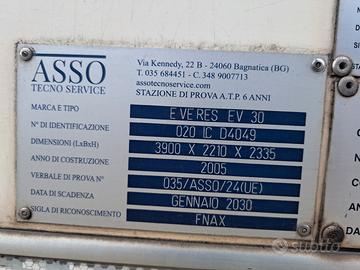 ASSO
TECNO SERVICE
Via Kennedy, 22 B - 24060 Bagnatica (BG)
T. 035 684451 - C. 348 9007713
assotecnoservice.com
STAZIONE DI PROVA A.T.P. 6 ANNI
MARCA E TIPO EVERES EV 30
N° DI IDENTIFICAZIONE 020 IC D4049
DIMENSIONI (LxBxH) 3900 X 2210 X 2335
ANNO DI COSTRUZIONE 2005
VERBALE DI PROVA N° 035/ASSO/24(UE)
DATA DI SCADENZA GENNAIO 2030
SIGLA DI RICONOSCIMENTO FNAX
subito